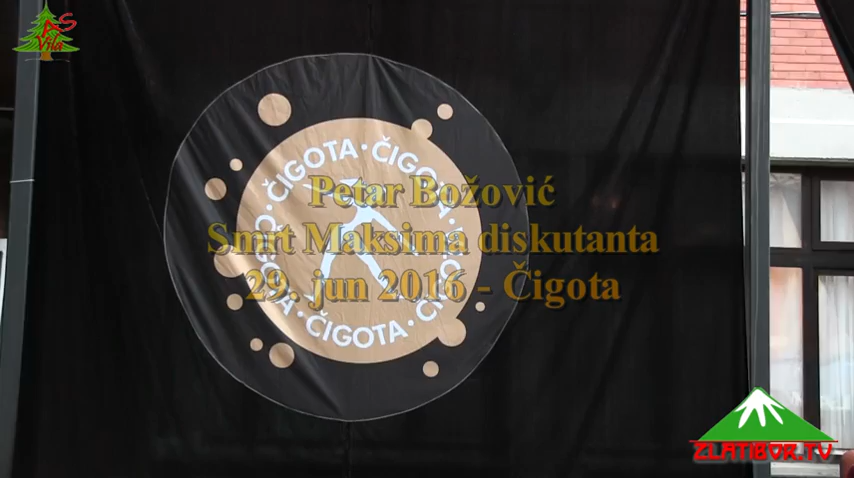 AS
Vila
ČIGOTA · ČIGOTA · ČIGOTA · ČIGOTA · ČIGOTA
Petar Božović
Smrt Maksima diskutanta
29. jun 2016 - Čigota
ZLATIBOR.TV